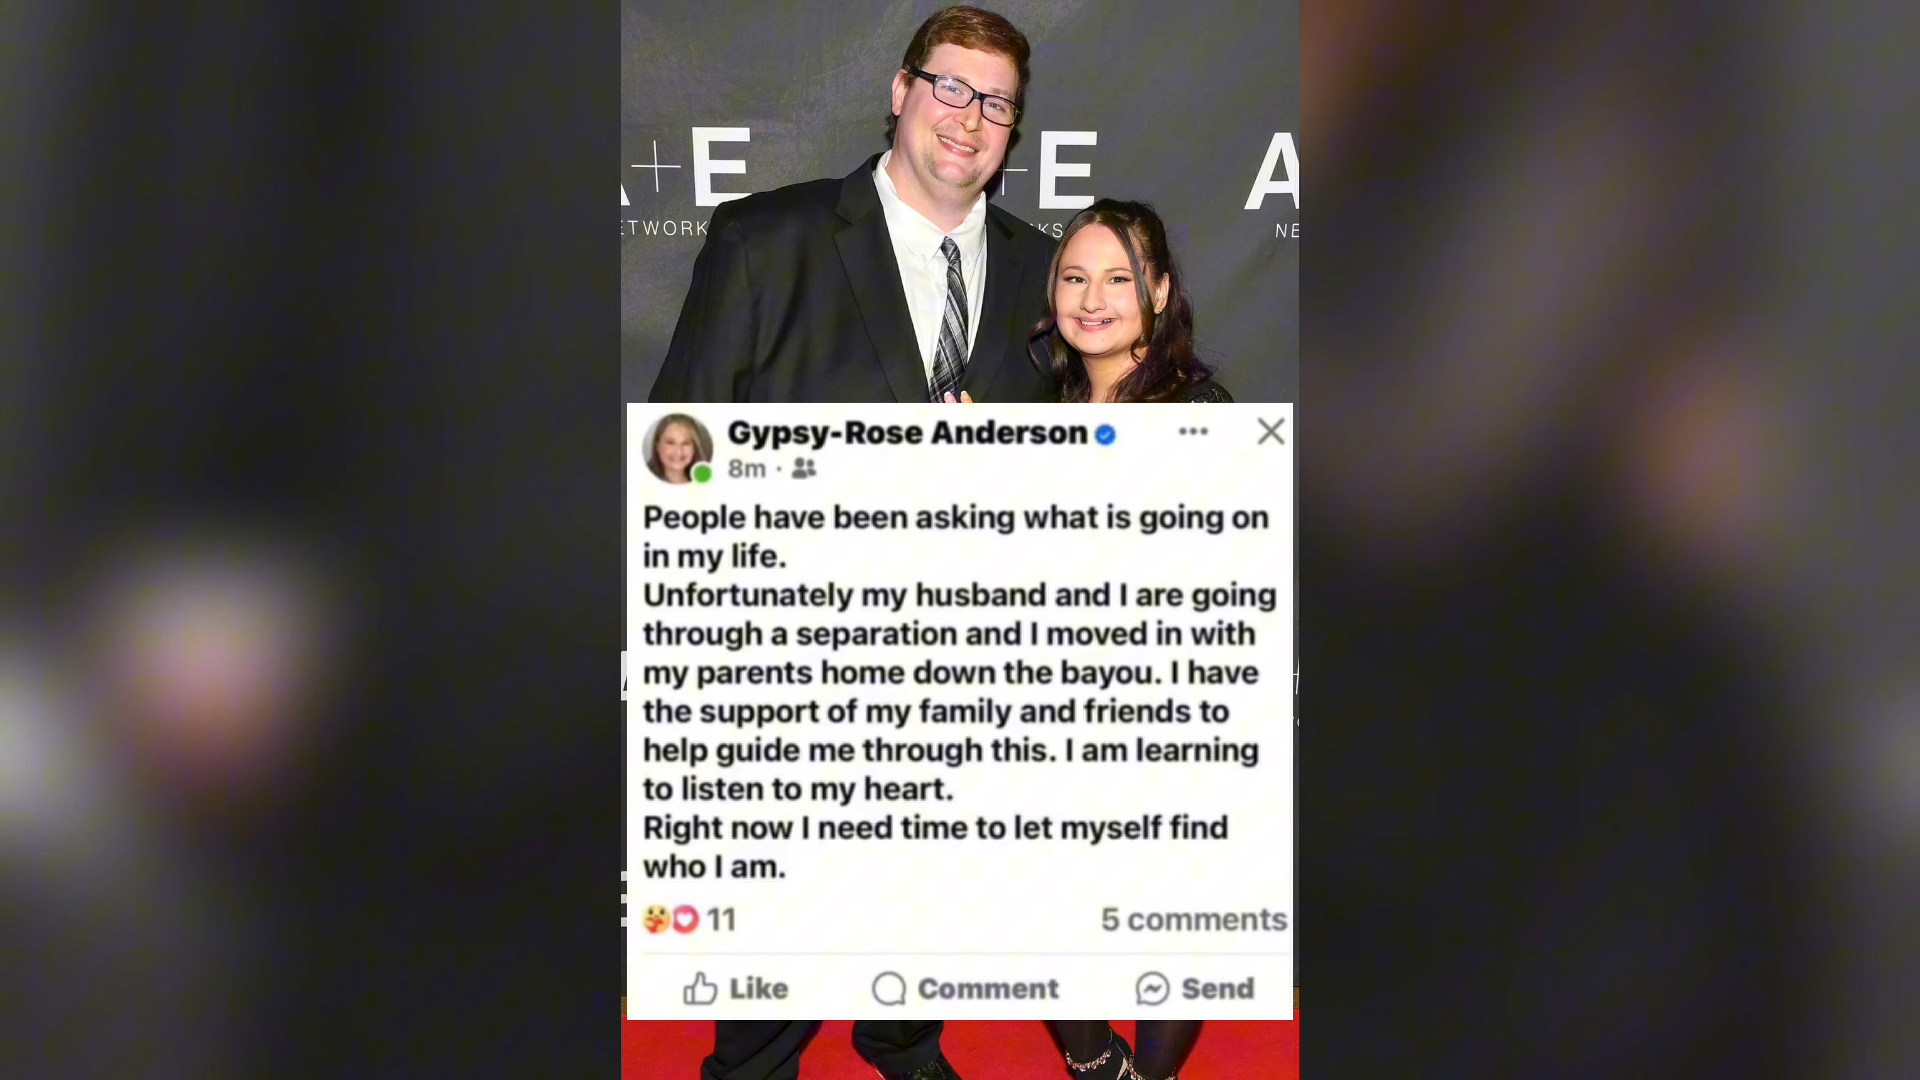 +E
E
A
ETWORK
KS
NE
Gypsy-Rose Anderson
8m ·
People have been asking what is going on
in my life.
Unfortunately my husband and I are going
through a separation and I moved in with
my parents home down the bayou. I have
the support of my family and friends to
help guide me through this. I am learning
to listen to my heart.
Right now I need time to let myself find
who I am.
11
5 comments
Like
Comment
Send